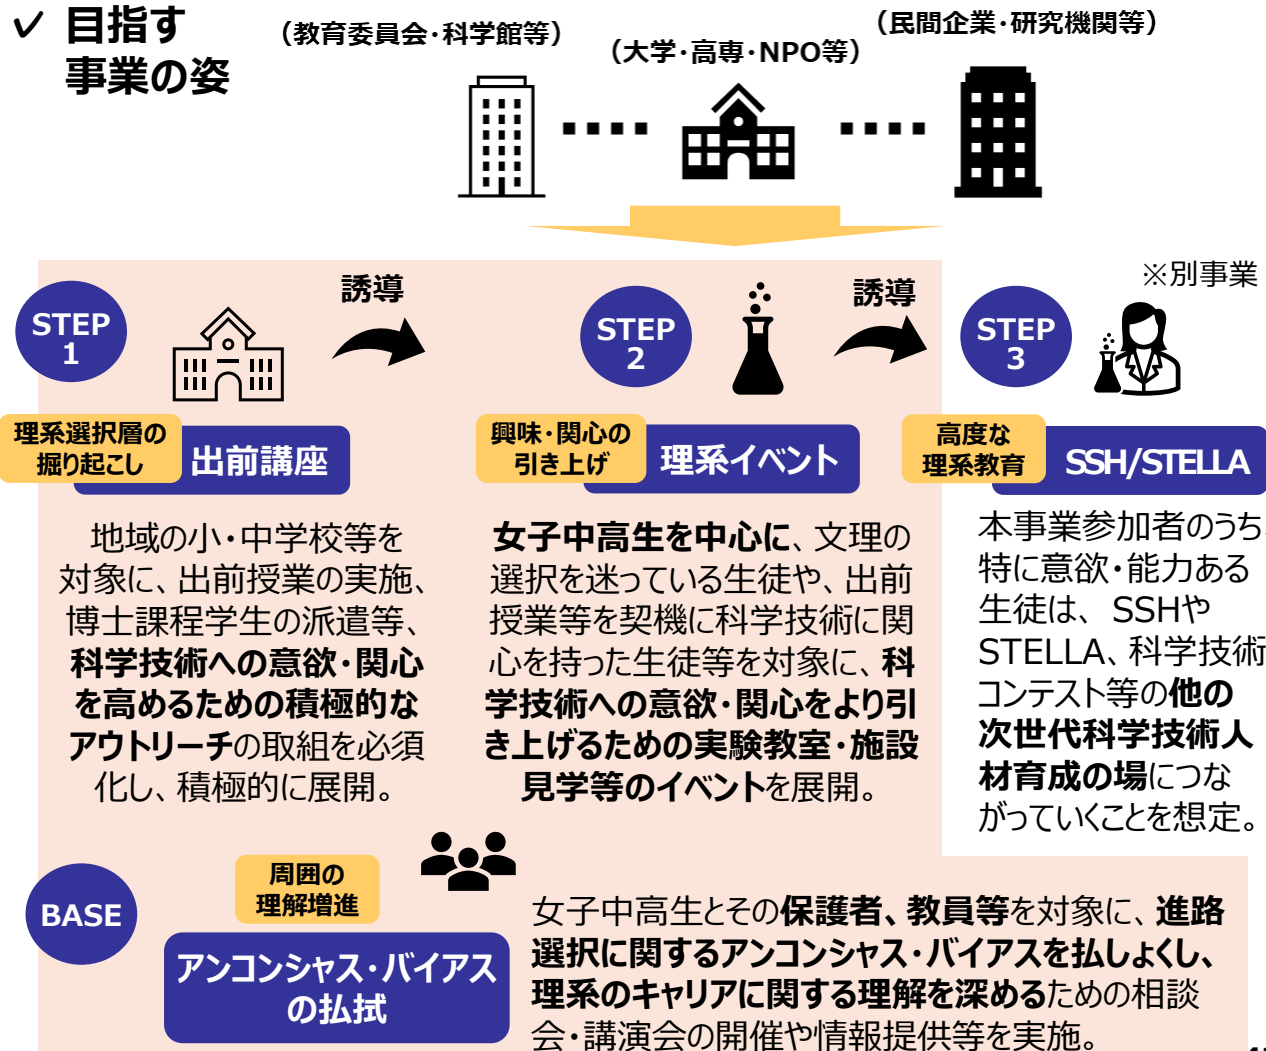 ✓ 目指す
事業の姿
（教育委員会・科学館等）
（大学・高専・NPO等）
（民間企業・研究機関等）
STEP
1
誘導
STEP
2
誘導
※別事業
STEP
3
理系選択層の
掘り起こし
出前講座
興味・関心の
引き上げ
理系イベント
高度な
理系教育
SSH/STELLA
地域の小・中学校等を
対象に、出前授業の実施、
博士課程学生の派遣等、
科学技術への意欲・関心
を高めるための積極的な
アウトリーチの取組を必須
化し、積極的に展開。
女子中高生を中心に、文理の
選択を迷っている生徒や、出前
授業等を契機に科学技術に関
心を持った生徒等を対象に、科
学技術への意欲・関心をより引
き上げるための実験教室・施設
見学等のイベントを展開。
本事業参加者のうち、
特に意欲・能力ある
生徒は、SSHや
STELLA、科学技術
コンテスト等の他の
次世代科学技術人
材育成の場につな
がっていくことを想定。
BASE
周囲の
理解増進
アンコンシャス・バイアス
の払拭
女子中高生とその保護者、教員等を対象に、進路
選択に関するアンコンシャス・バイアスを払しょくし、
理系のキャリアに関する理解を深めるための相談
会・講演会の開催や情報提供等を実施。